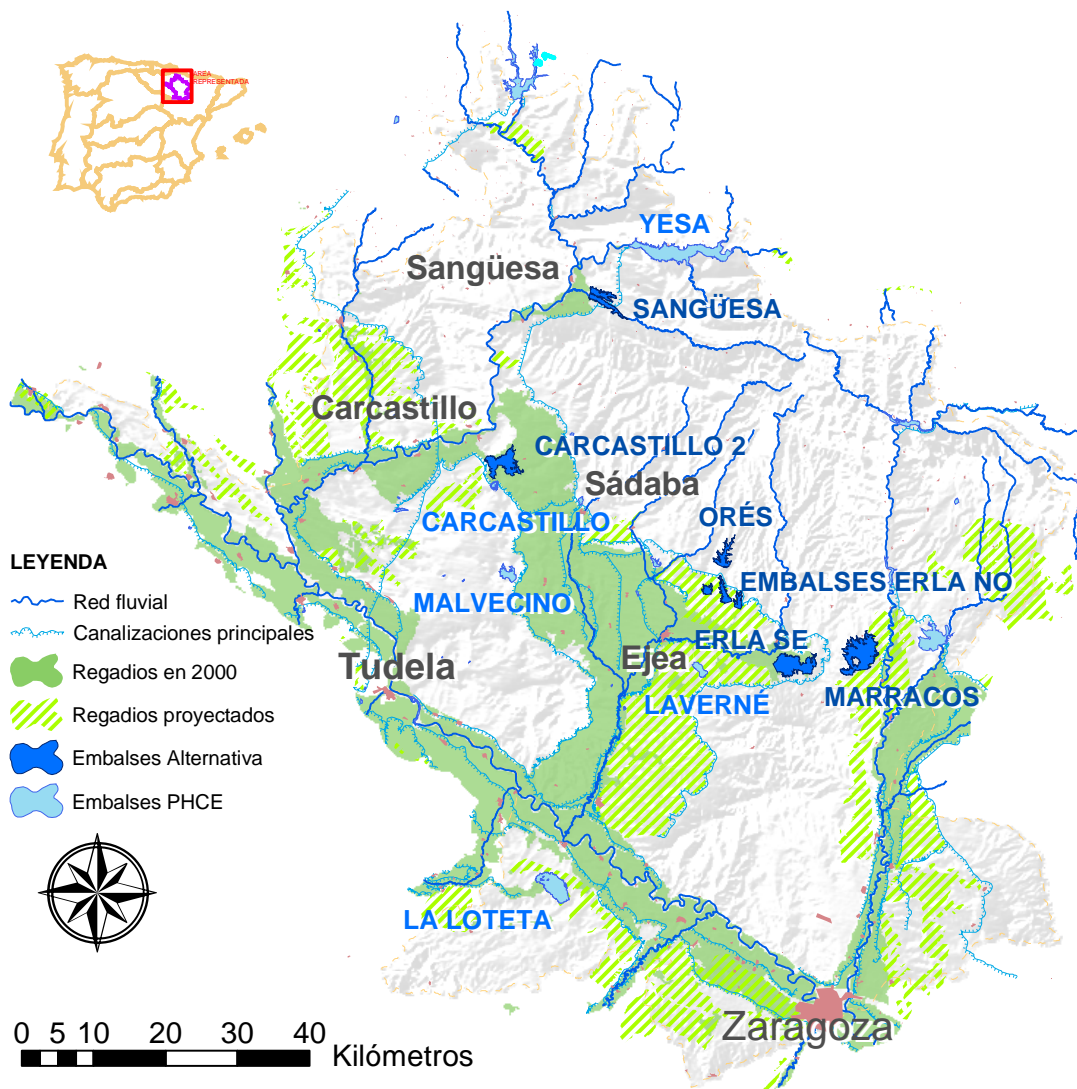 AREA
REPRESENTADA
YESA
Sangüesa
SANGÜESA
Carcastillo
CARCASTILLO 2
Sádaba
CARCASTILLO
ORÉS
EMBALSES ERLA NO
MALVECINO
ERLA SE
Ejea
Tudela
LAVERNÉ
MARRACOS
LEYENDA
Red fluvial
Canalizaciones principales
Regadios en 2000
Regadios proyectados
Embalses Alternativa
Embalses PHCE
LA LOTETA
Zaragoza
0 5 10 20 30 40
Kilómetros